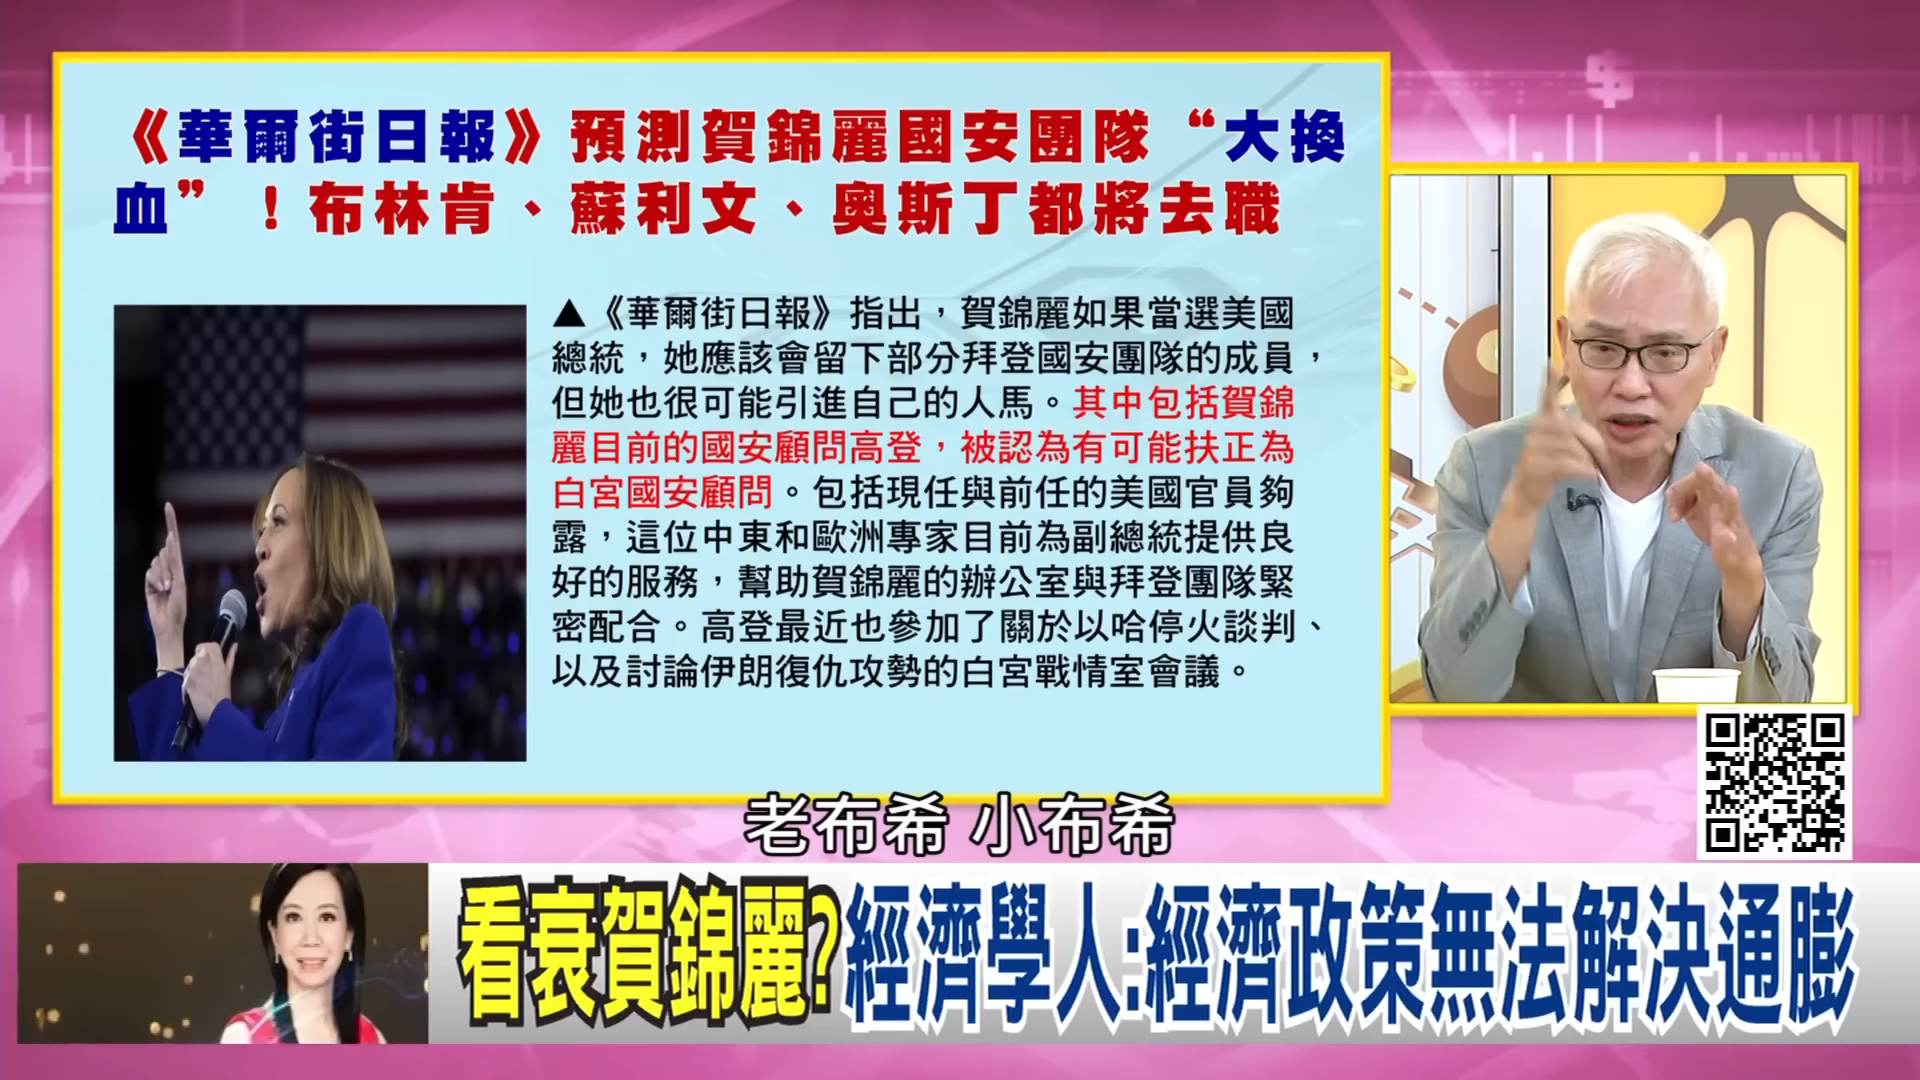 《華爾街日報》預測賀錦麗國安團隊“大換
血”！布林肯、蘇利文、奧斯丁都將去職
▲《華爾街日報》指出，賀錦麗如果當選美國
總統，她應該會留下部分拜登國安團隊的成員，
但她也很可能引進自己的人馬。其中包括賀錦
麗目前的國安顧問高登，被認為有可能扶正為
白宮國安顧問。包括現任與前任的美國官員夠
露，這位中東和歐洲專家目前為副總統提供良
好的服務，幫助賀錦麗的辦公室與拜登團隊緊
密配合。高登最近也參加了關於以哈停火談判、
以及討論伊朗復仇攻勢的白宮戰情室會議。
老布希 小布希
看衰賀錦麗?經濟學人:經濟政策無法解決通膨